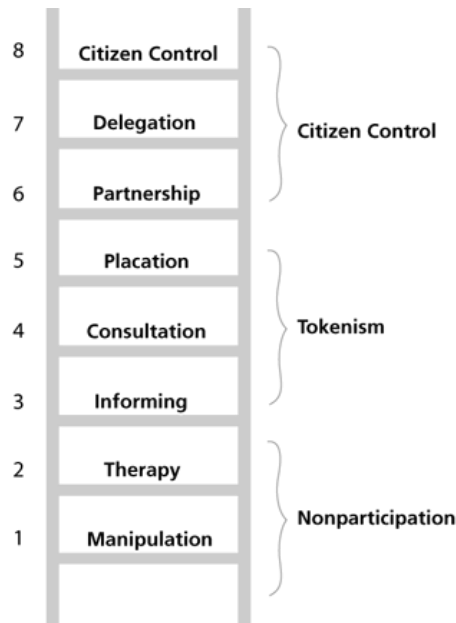 8 Citizen Control
7 Delegation
Citizen Control
6 Partnership
5 Placation
4 Consultation
Tokenism
3 Informing
2 Therapy
Nonparticipation
1 Manipulation